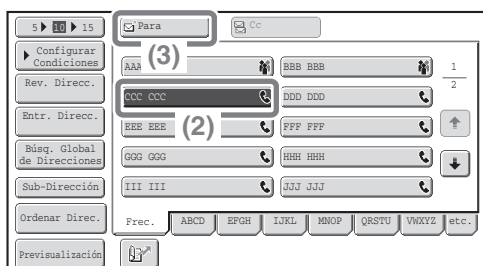 5 10 15
Para
Cc
Configurar
Condiciones
(3)
AAA
BBB BBB
1
2
Rev. Direcc.
CCC CCC
DDD DDD
Entr. Direcc.
EEE EEE
(2)
FFF FFF
Búsq. Global
de Direcciones
GGG GGG
HHH HHH
Sub-Dirección
III III
JJJ JJJ
Ordenar Direc.
Frec.
ABCD
EFGH
IJKL
MNOP
QRSTU
VWXYZ
etc.
Previsualización